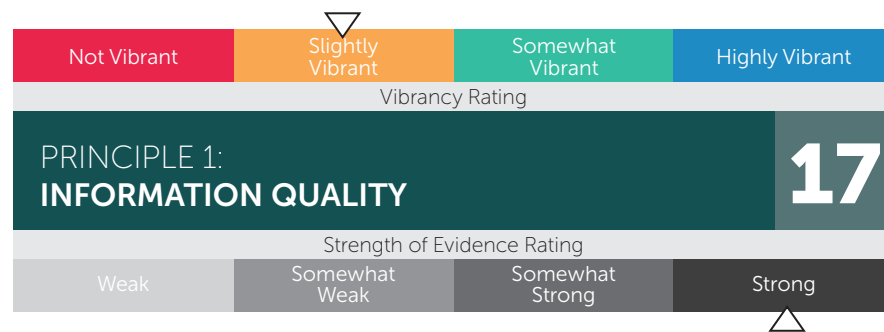 Not Vibrant
Slightly
Vibrant
Somewhat
Vibrant
Highly Vibrant
Vibrancy Rating
PRINCIPLE 1:
INFORMATION QUALITY
17
Strength of Evidence Rating
Weak
Somewhat
Weak
Somewhat
Strong
Strong